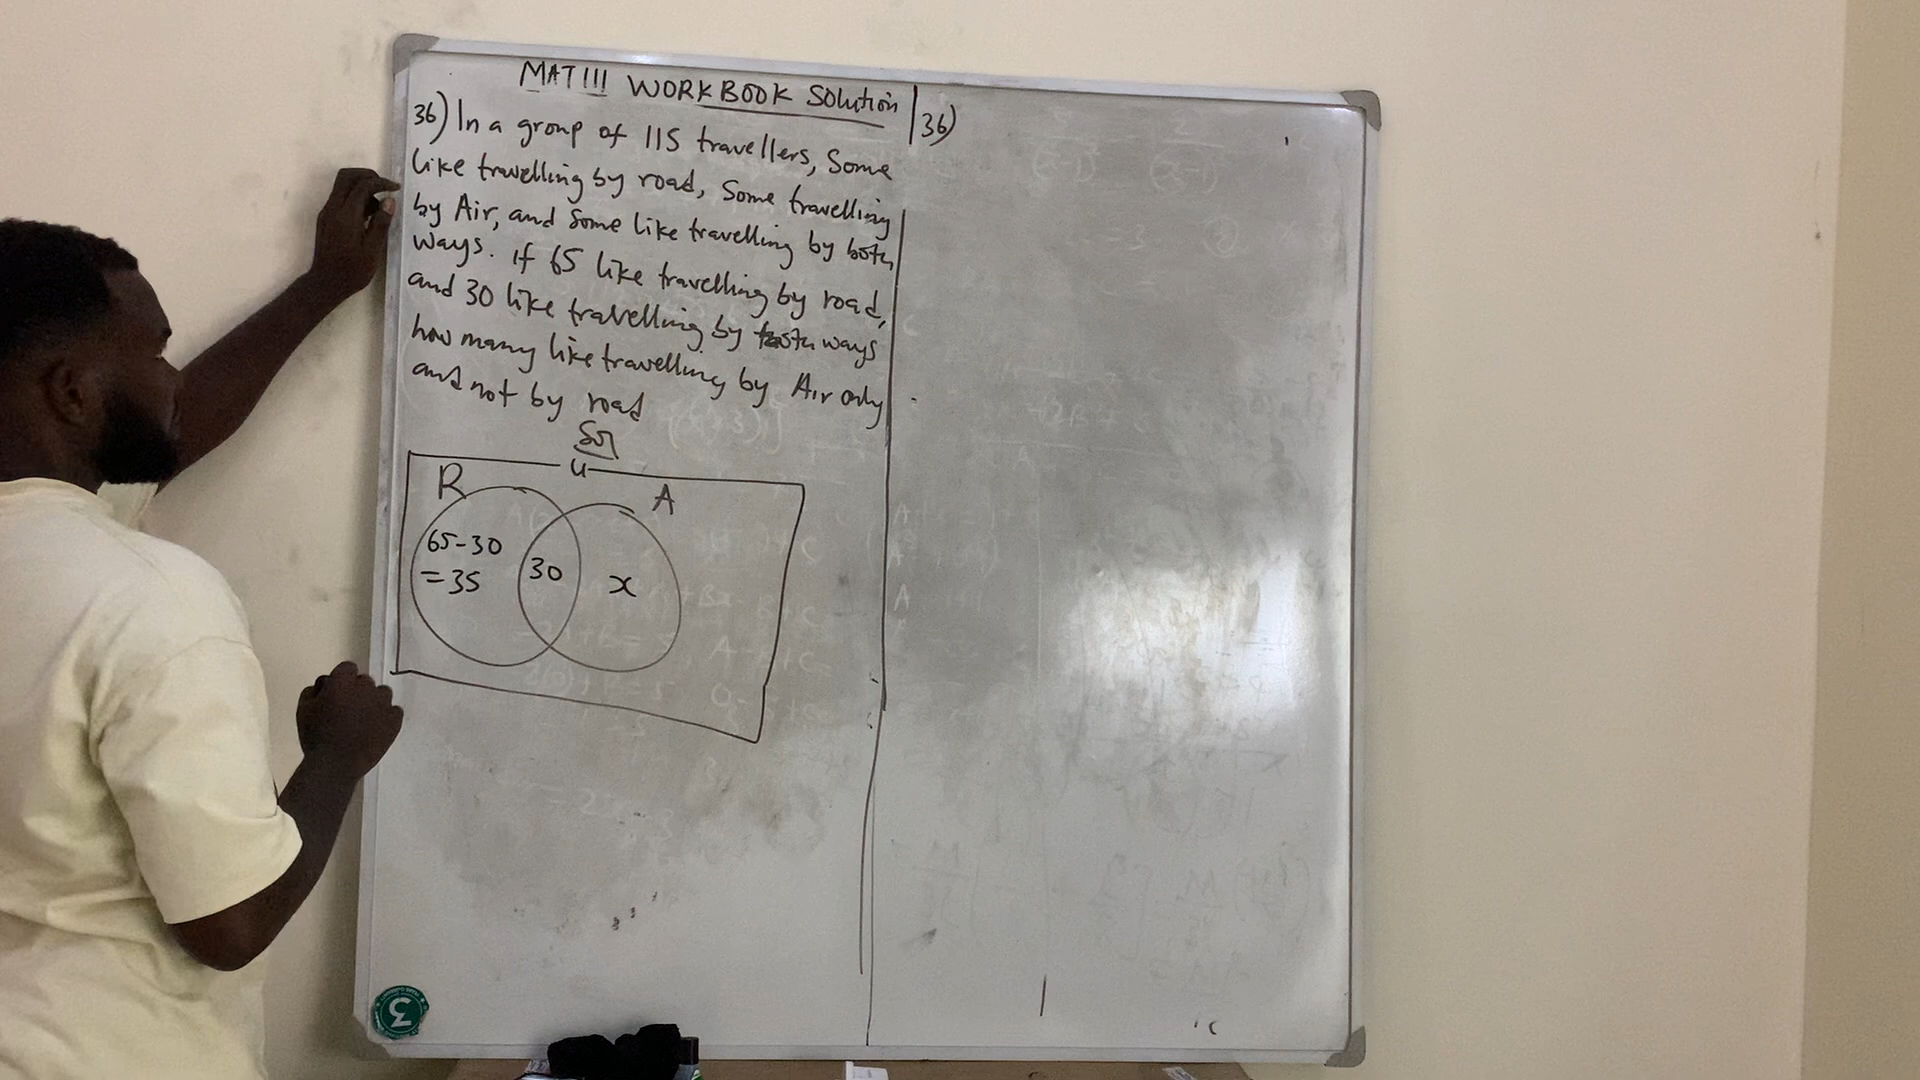 MAT111 WORKBOOK Solution
36) In a group of 115 travellers, Some
like travelling by road, Some travelling
by Air, and Some like travelling by both
ways. if 65 like travelling by road,
and 30 like travelling by both ways
how many like travelling by Air only
and not by road
Sol
U
R
A
65-30
=35
30
x
36)